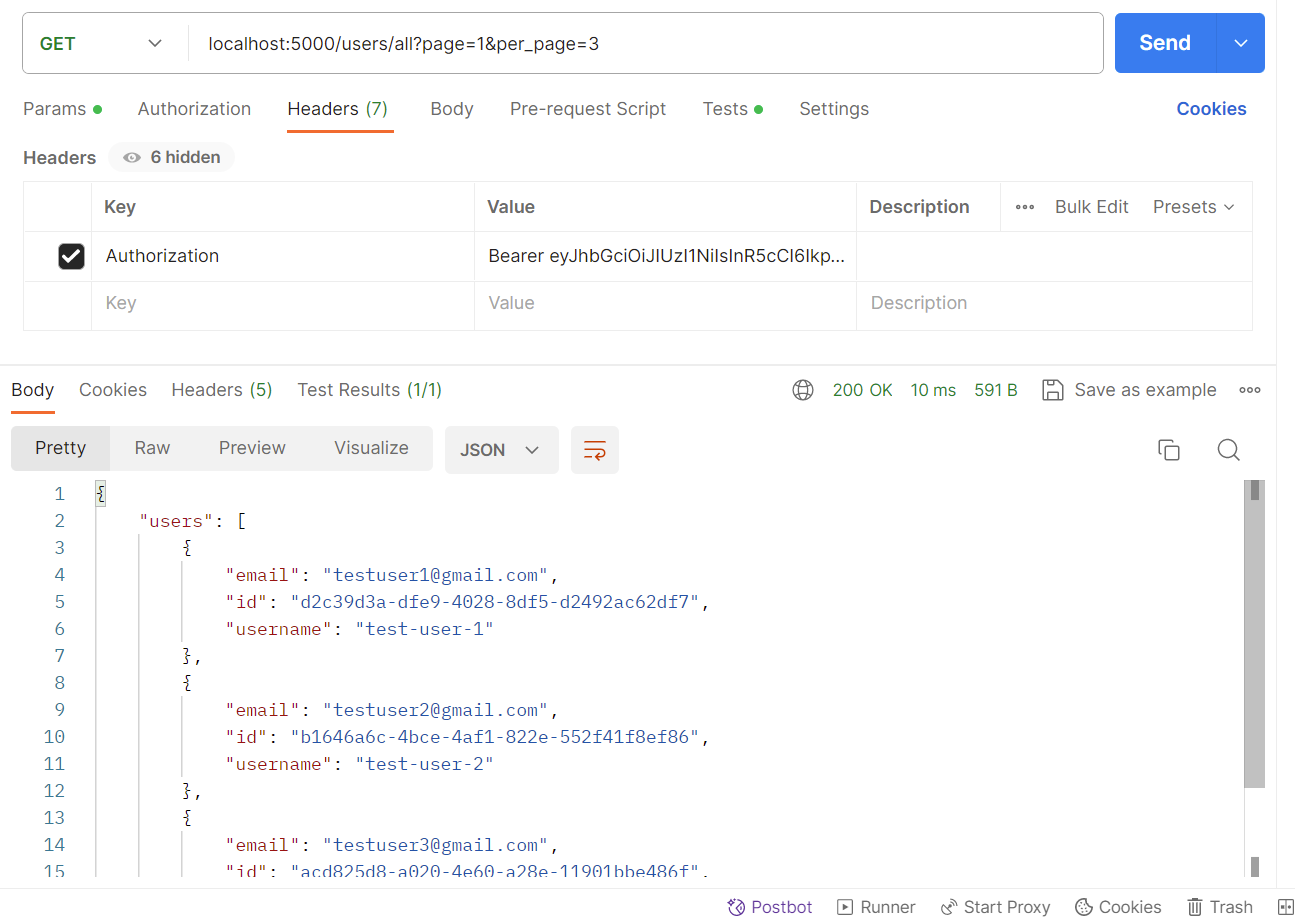 GET localhost:5000/users/all?page=1&per_page=3 Send
Params Authorization Headers (7) Body Pre-request Script Tests Settings Cookies
Headers 6 hidden
Key Value Description Bulk Edit Presets
Authorization Bearer eyJhbGciOiJIUzI1NiIsInR5cCI6Ikp...
Key Value Description
Body Cookies Headers (5) Test Results (1/1) 200 OK 10 ms 591 B Save as example
Pretty Raw Preview Visualize JSON
1 {
2 "users": [
3 {
4 "email": "testuser1@gmail.com",
5 "id": "d2c39d3a-dfe9-4028-8df5-d2492ac62df7",
6 "username": "test-user-1"
7 },
8 {
9 "email": "testuser2@gmail.com",
10 "id": "b1646a6c-4bce-4af1-822e-552f41f8ef86",
11 "username": "test-user-2"
12 },
13 {
14 "email": "testuser3@gmail.com",
15 "id": "acd825d8-a020-4e60-a28e-11901bbe486f",
Postbot Runner Start Proxy Cookies Trash